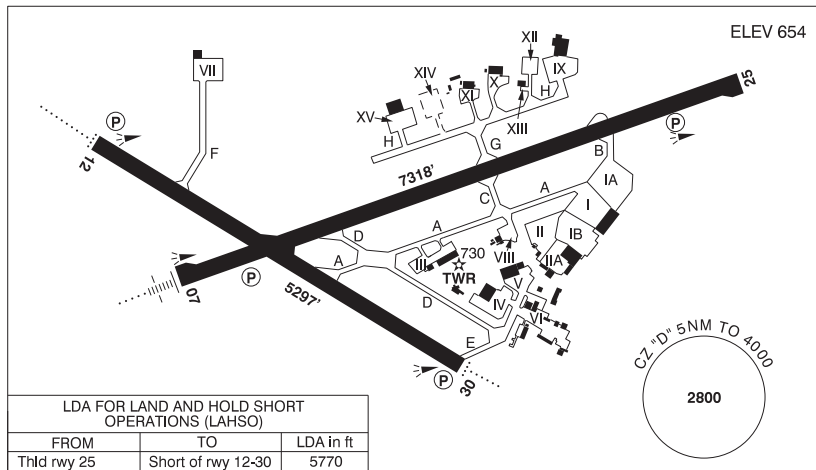 ELEV 654
VII
XII
IX
XIV
XI
X
XV
XIII
H
H
25
P
P
12
F
G
B
7318'
IA
C
A
I
D
A
II
IB
A
730
VIII
IIA
III
TWR
V
07
P
D
IV
VI
5297'
E
P
30
CZ "D" 5NM TO 4000
2800
LDA FOR LAND AND HOLD SHORT
OPERATIONS (LAHSO)
FROM TO LDA in ft
Thld rwy 25 Short of rwy 12-30 5770